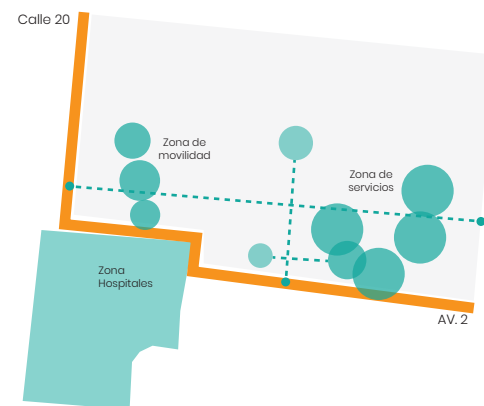 Calle 20
Zona de
movilidad
Zona de
servicios
Zona
Hospitales
AV. 2